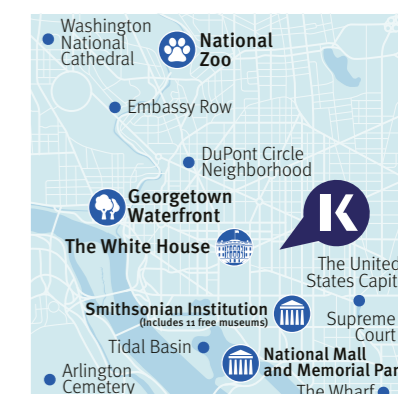 Washington
National
Cathedral
National
Zoo
Embassy Row
DuPont Circle
Neighborhood
Georgetown
Waterfront
K
The White House
The United
States Capit
Smithsonian Institution
(Includes 11 free museums)
Supreme
Court
Tidal Basin
National Mall
and Memorial Par
Arlington
Cemetery
The Wharf